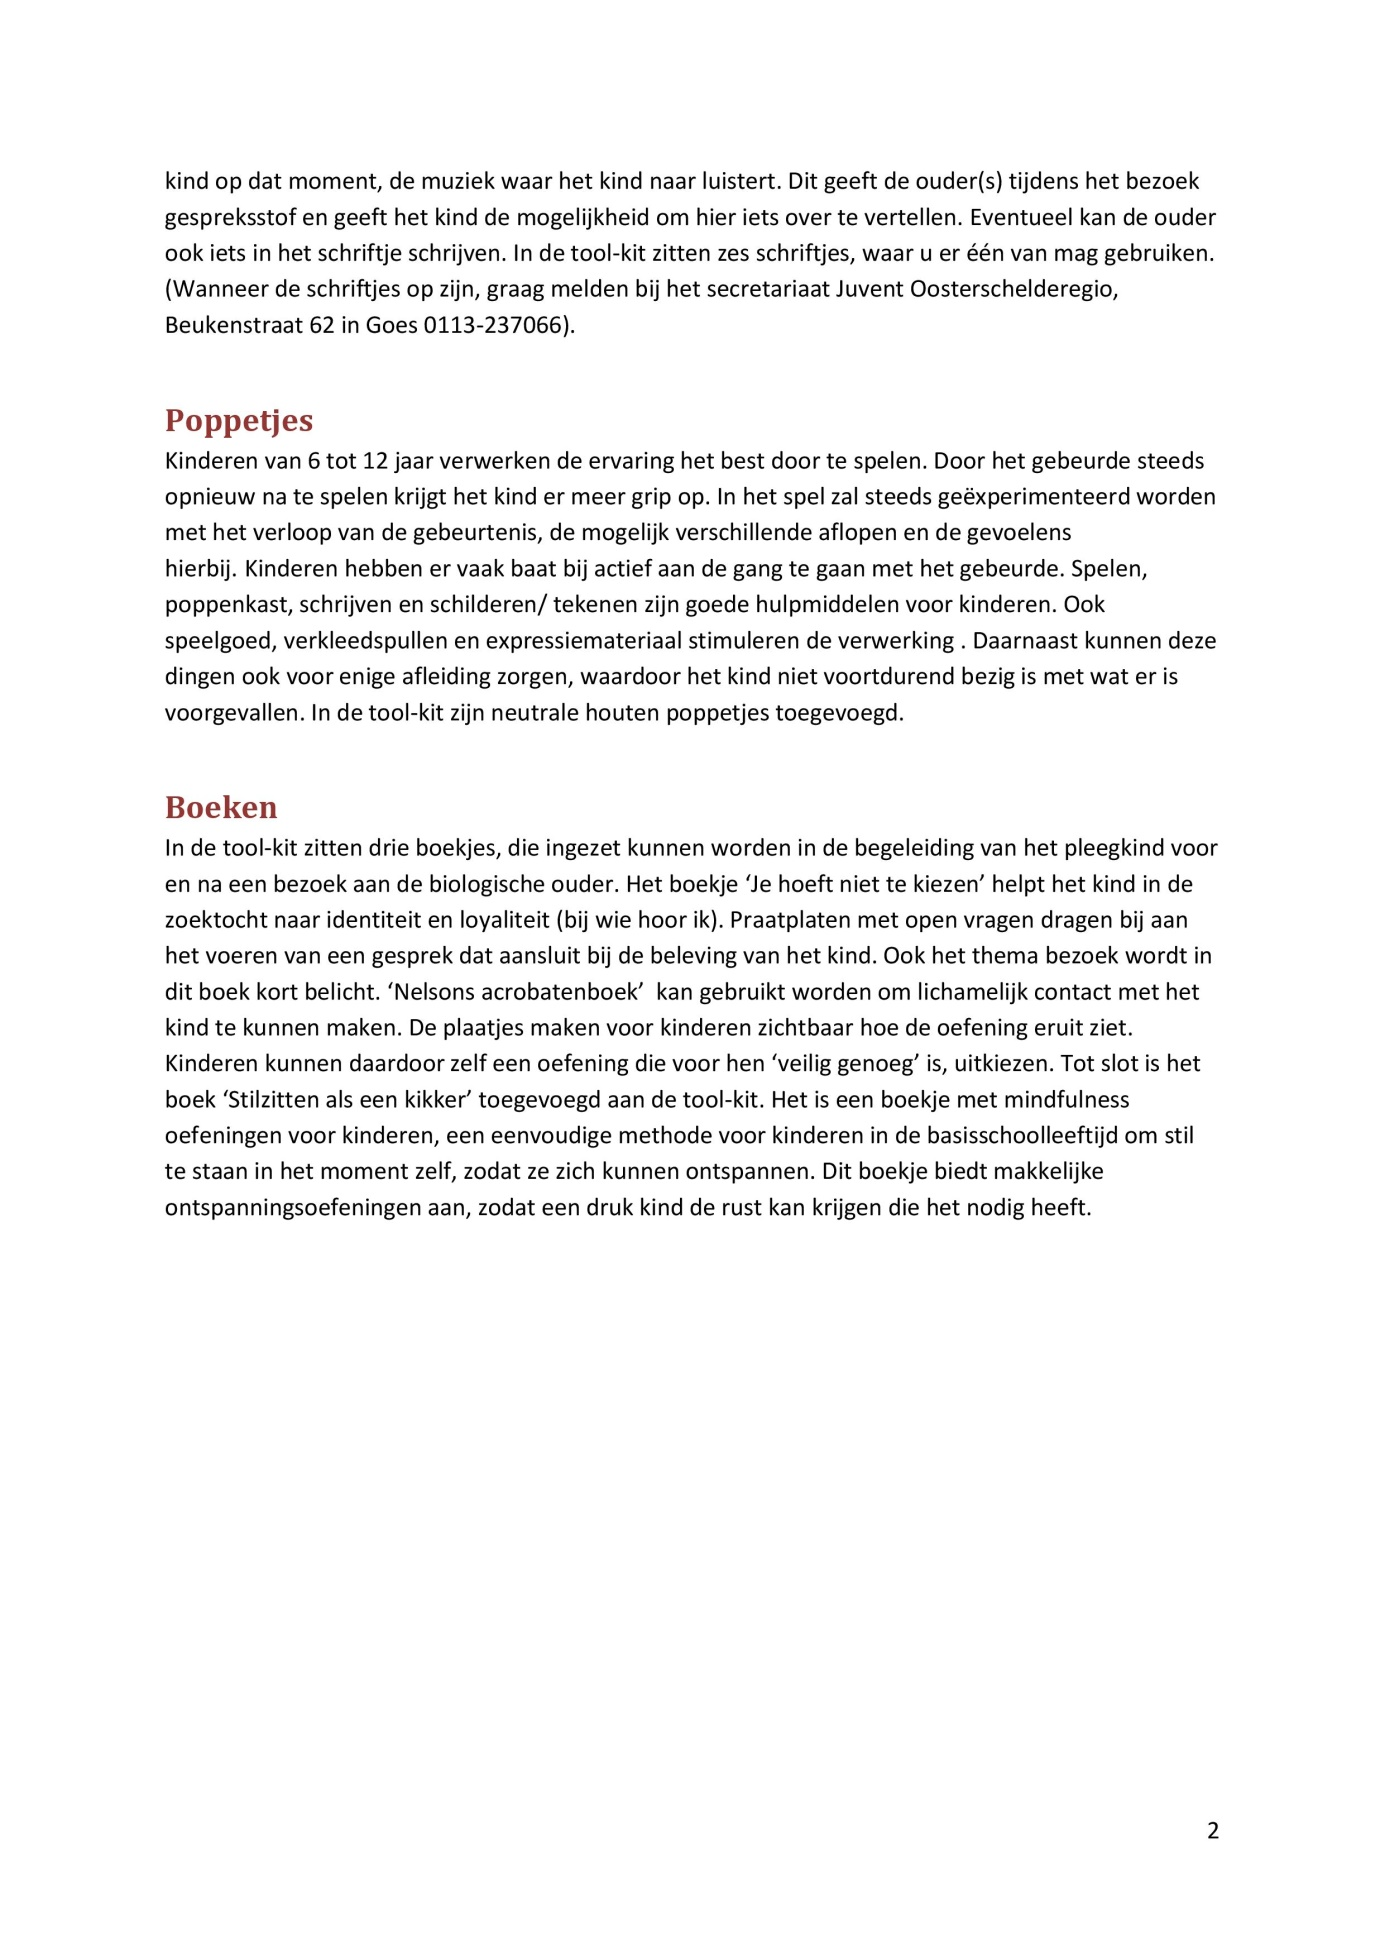 kind op dat moment, de muziek waar het kind naar luistert. Dit geeft de ouder(s) tijdens het bezoek
gespreksstof en geeft het kind de mogelijkheid om hier iets over te vertellen. Eventueel kan de ouder
ook iets in het schriftje schrijven. In de tool-kit zitten zes schriftjes, waar u er één van mag gebruiken.
(Wanneer de schriftjes op zijn, graag melden bij het secretariaat Juvent Oosterschelderegio,
Beukenstraat 62 in Goes 0113-237066).
Poppetjes
Kinderen van 6 tot 12 jaar verwerken de ervaring het best door te spelen. Door het gebeurde steeds
opnieuw na te spelen krijgt het kind er meer grip op. In het spel zal steeds geëxperimenteerd worden
met het verloop van de gebeurtenis, de mogelijk verschillende aflopen en de gevoelens
hierbij. Kinderen hebben er vaak baat bij actief aan de gang te gaan met het gebeurde. Spelen,
poppenkast, schrijven en schilderen/ tekenen zijn goede hulpmiddelen voor kinderen. Ook
speelgoed, verkleedspullen en expressiemateriaal stimuleren de verwerking . Daarnaast kunnen deze
dingen ook voor enige afleiding zorgen, waardoor het kind niet voortdurend bezig is met wat er is
voorgevallen. In de tool-kit zijn neutrale houten poppetjes toegevoegd.
Boeken
In de tool-kit zitten drie boekjes, die ingezet kunnen worden in de begeleiding van het pleegkind voor
en na een bezoek aan de biologische ouder. Het boekje ‘Je hoeft niet te kiezen’ helpt het kind in de
zoektocht naar identiteit en loyaliteit (bij wie hoor ik). Praatplaten met open vragen dragen bij aan
het voeren van een gesprek dat aansluit bij de beleving van het kind. Ook het thema bezoek wordt in
dit boek kort belicht. ‘Nelsons acrobatenboek’  kan gebruikt worden om lichamelijk contact met het
kind te kunnen maken. De plaatjes maken voor kinderen zichtbaar hoe de oefening eruit ziet.
Kinderen kunnen daardoor zelf een oefening die voor hen ‘veilig genoeg’ is, uitkiezen. Tot slot is het
boek ‘Stilzitten als een kikker’ toegevoegd aan de tool-kit. Het is een boekje met mindfulness
oefeningen voor kinderen, een eenvoudige methode voor kinderen in de basisschoolleeftijd om stil
te staan in het moment zelf, zodat ze zich kunnen ontspannen. Dit boekje biedt makkelijke
ontspanningsoefeningen aan, zodat een druk kind de rust kan krijgen die het nodig heeft.
2